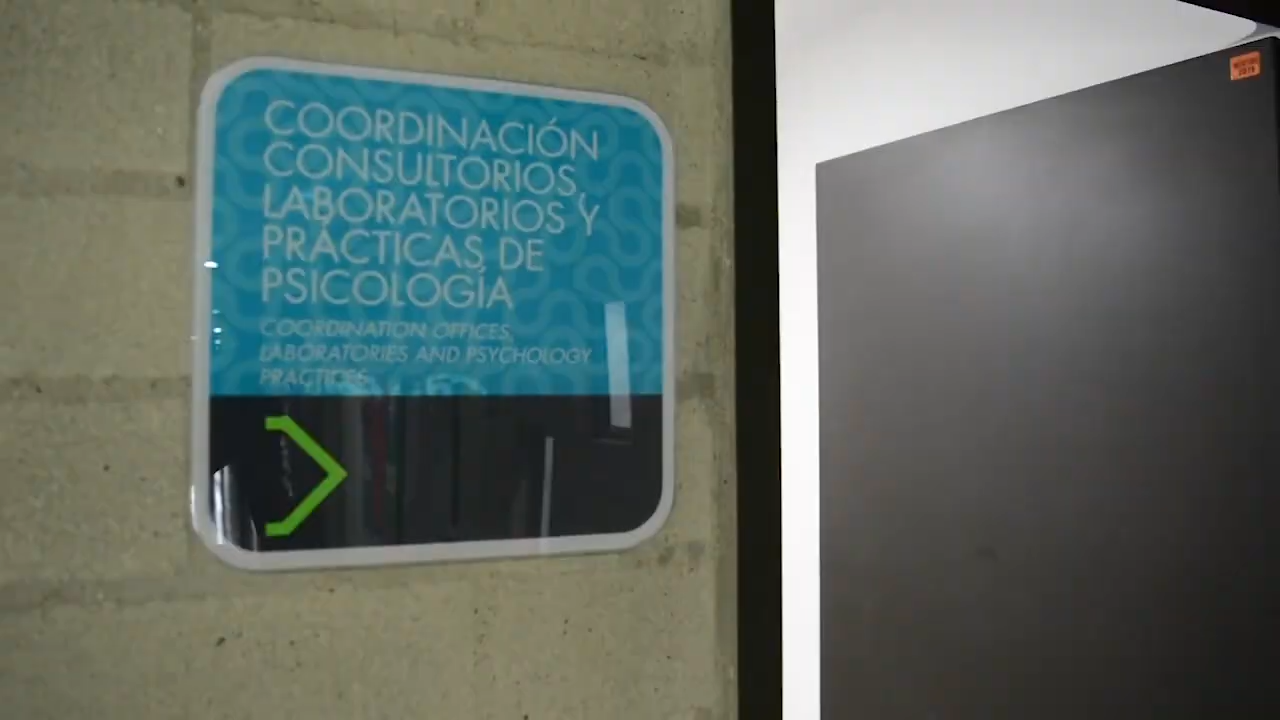 COORDINACIÓN
CONSULTORIOS,
LABORATORIOS Y
PRÁCTICAS DE
PSICOLOGÍA
COORDINATION OFFICES,
LABORATORIES AND PSYCHOLOGY
PRACTICES